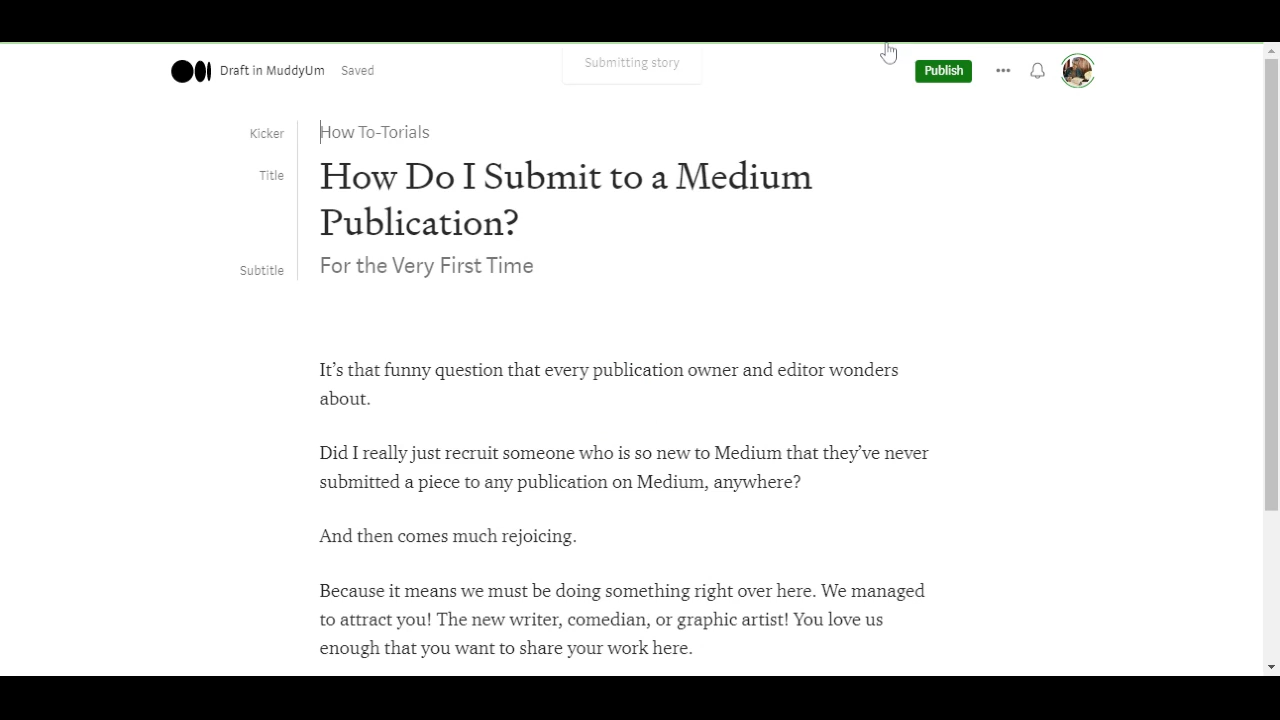 Draft in MuddyUm Saved Submitting story Publish
Kicker How To-Torials
Title How Do I Submit to a Medium
Publication?
Subtitle For the Very First Time
It’s that funny question that every publication owner and editor wonders
about.
Did I really just recruit someone who is so new to Medium that they’ve never
submitted a piece to any publication on Medium, anywhere?
And then comes much rejoicing.
Because it means we must be doing something right over here. We managed
to attract you! The new writer, comedian, or graphic artist! You love us
enough that you want to share your work here.